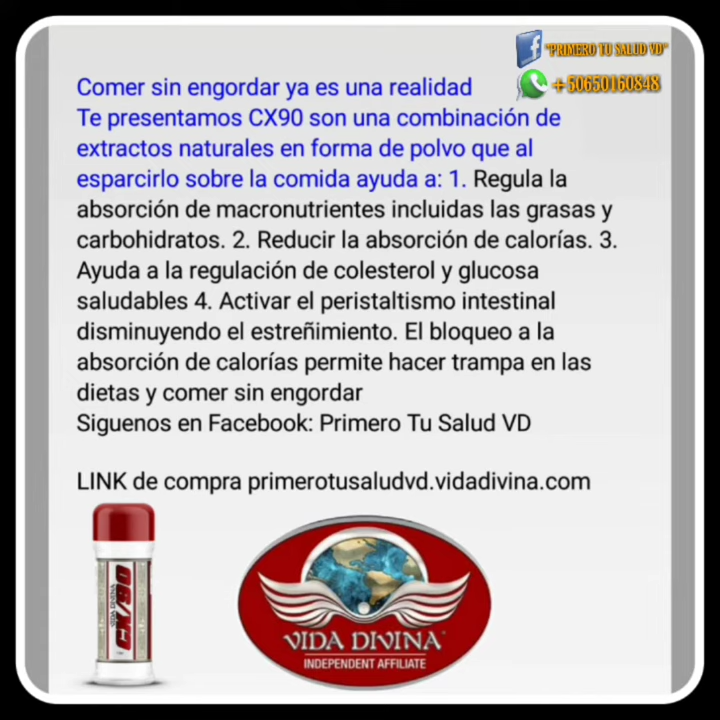 "PRIMERO TU SALUD VD"
+50650160848
Comer sin engordar ya es una realidad
Te presentamos CX90 son una combinación de
extractos naturales en forma de polvo que al
esparcirlo sobre la comida ayuda a: 1. Regula la
absorción de macronutrientes incluidas las grasas y
carbohidratos. 2. Reducir la absorción de calorías. 3.
Ayuda a la regulación de colesterol y glucosa
saludables 4. Activar el peristaltismo intestinal
disminuyendo el estreñimiento. El bloqueo a la
absorción de calorías permite hacer trampa en las
dietas y comer sin engordar
Siguenos en Facebook: Primero Tu Salud VD
LINK de compra primerotusaludvd.vidadivina.com
CX/90
VIDA DIVINA
VIDA DIVINA
INDEPENDENT AFFILIATE